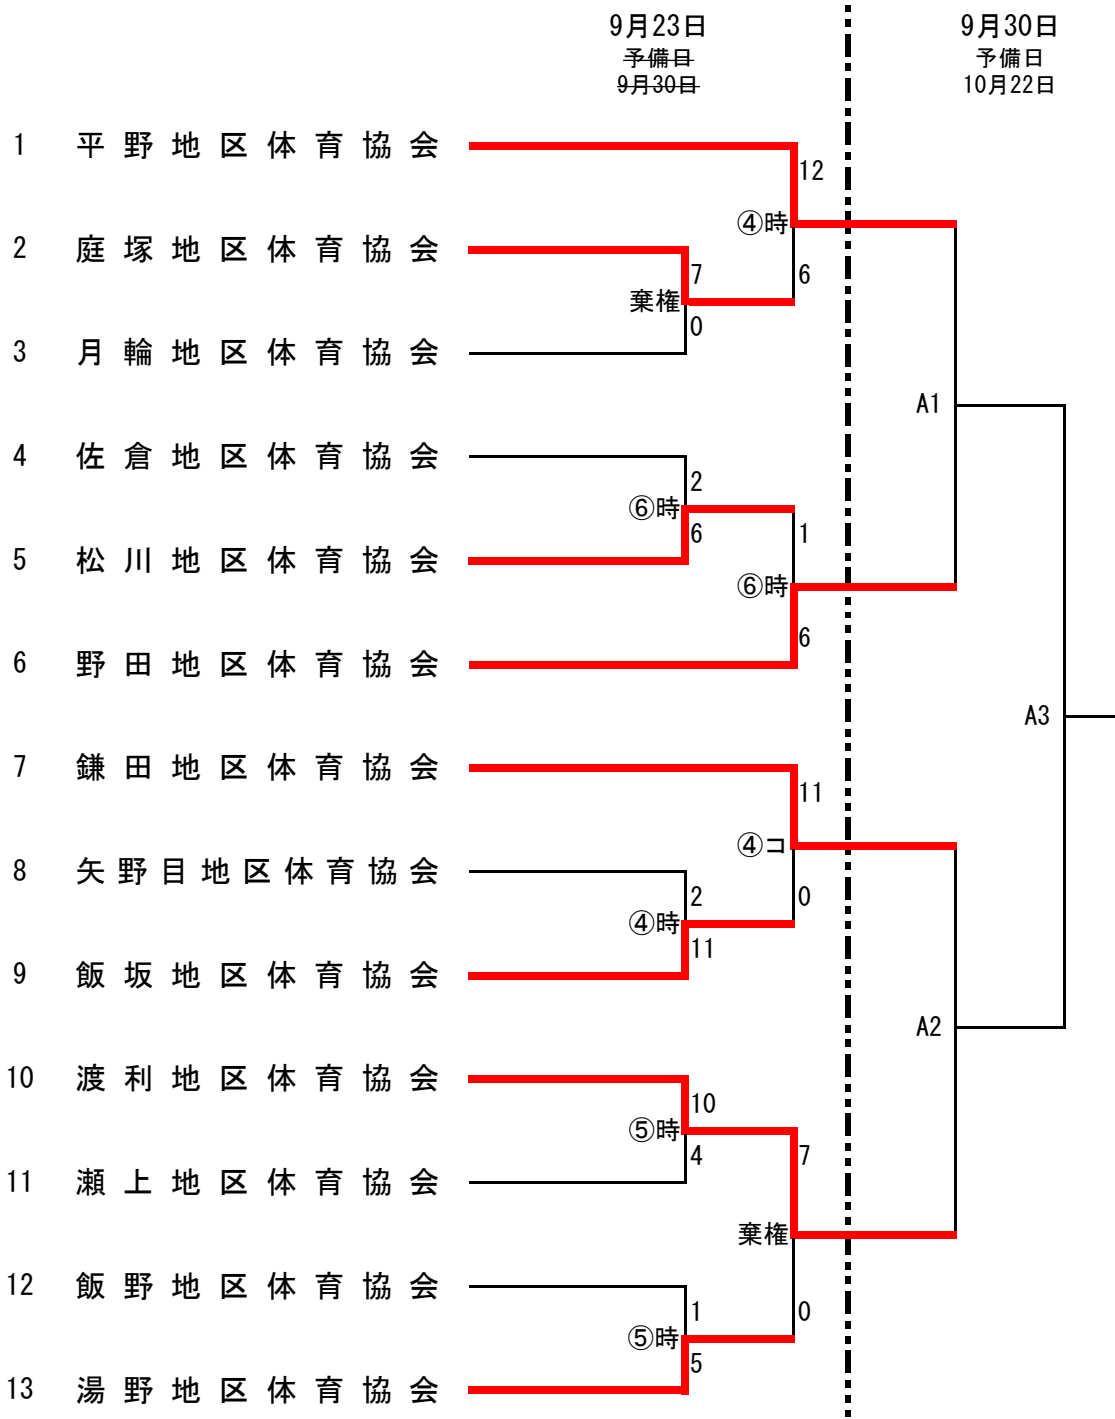 9月23日 9月30日
予備日 予備日
9月30日 10月22日
1 平野地区体育協会
12
④時
2 庭塚地区体育協会
7 6
棄権
0
3 月輪地区体育協会
A1
4 佐倉地区体育協会
2
⑥時
6 1
5 松川地区体育協会
⑥時
6
6 野田地区体育協会
A3
7 鎌田地区体育協会
11
④コ
8 矢野目地区体育協会
2 0
④時
11
9 飯坂地区体育協会
A2
10 渡利地区体育協会
10
⑤時
4 7
11 瀬上地区体育協会
棄権
12 飯野地区体育協会
1 0
⑤時
5
13 湯野地区体育協会